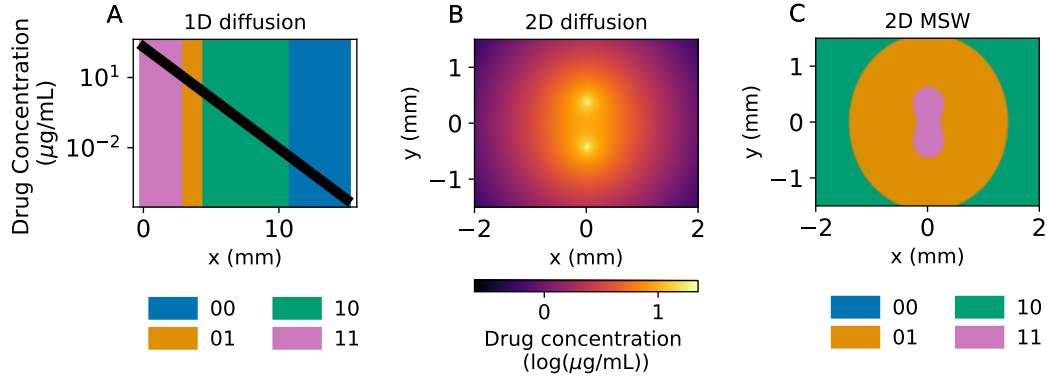 A
1D diffusion
Drug Concentration
(μg/mL)
10¹
10⁻²
0
10
x (mm)
00
10
01
11
B
2D diffusion
y (mm)
1
0
−1
−2
0
2
x (mm)
0
1
Drug concentration
(log(μg/mL))
C
2D MSW
y (mm)
1
0
−1
−2
0
2
x (mm)
00
10
01
11